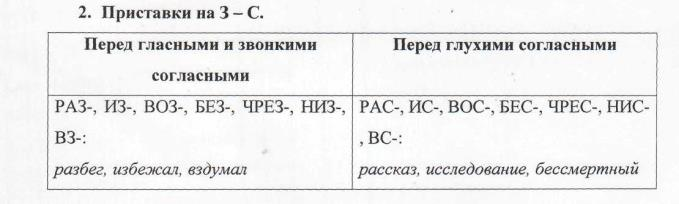 2. Приставки на З – С.
Перед гласными и звонкими
согласными
Перед глухими согласными
РАЗ-, ИЗ-, ВОЗ-, БЕЗ-, ЧРЕЗ-, НИЗ-,
ВЗ-:
разбег, избежал, вздумал
РАС-, ИС-, ВОС-, БЕС-, ЧРЕС-, НИС-
, ВС-:
рассказ, исследование, бессмертный